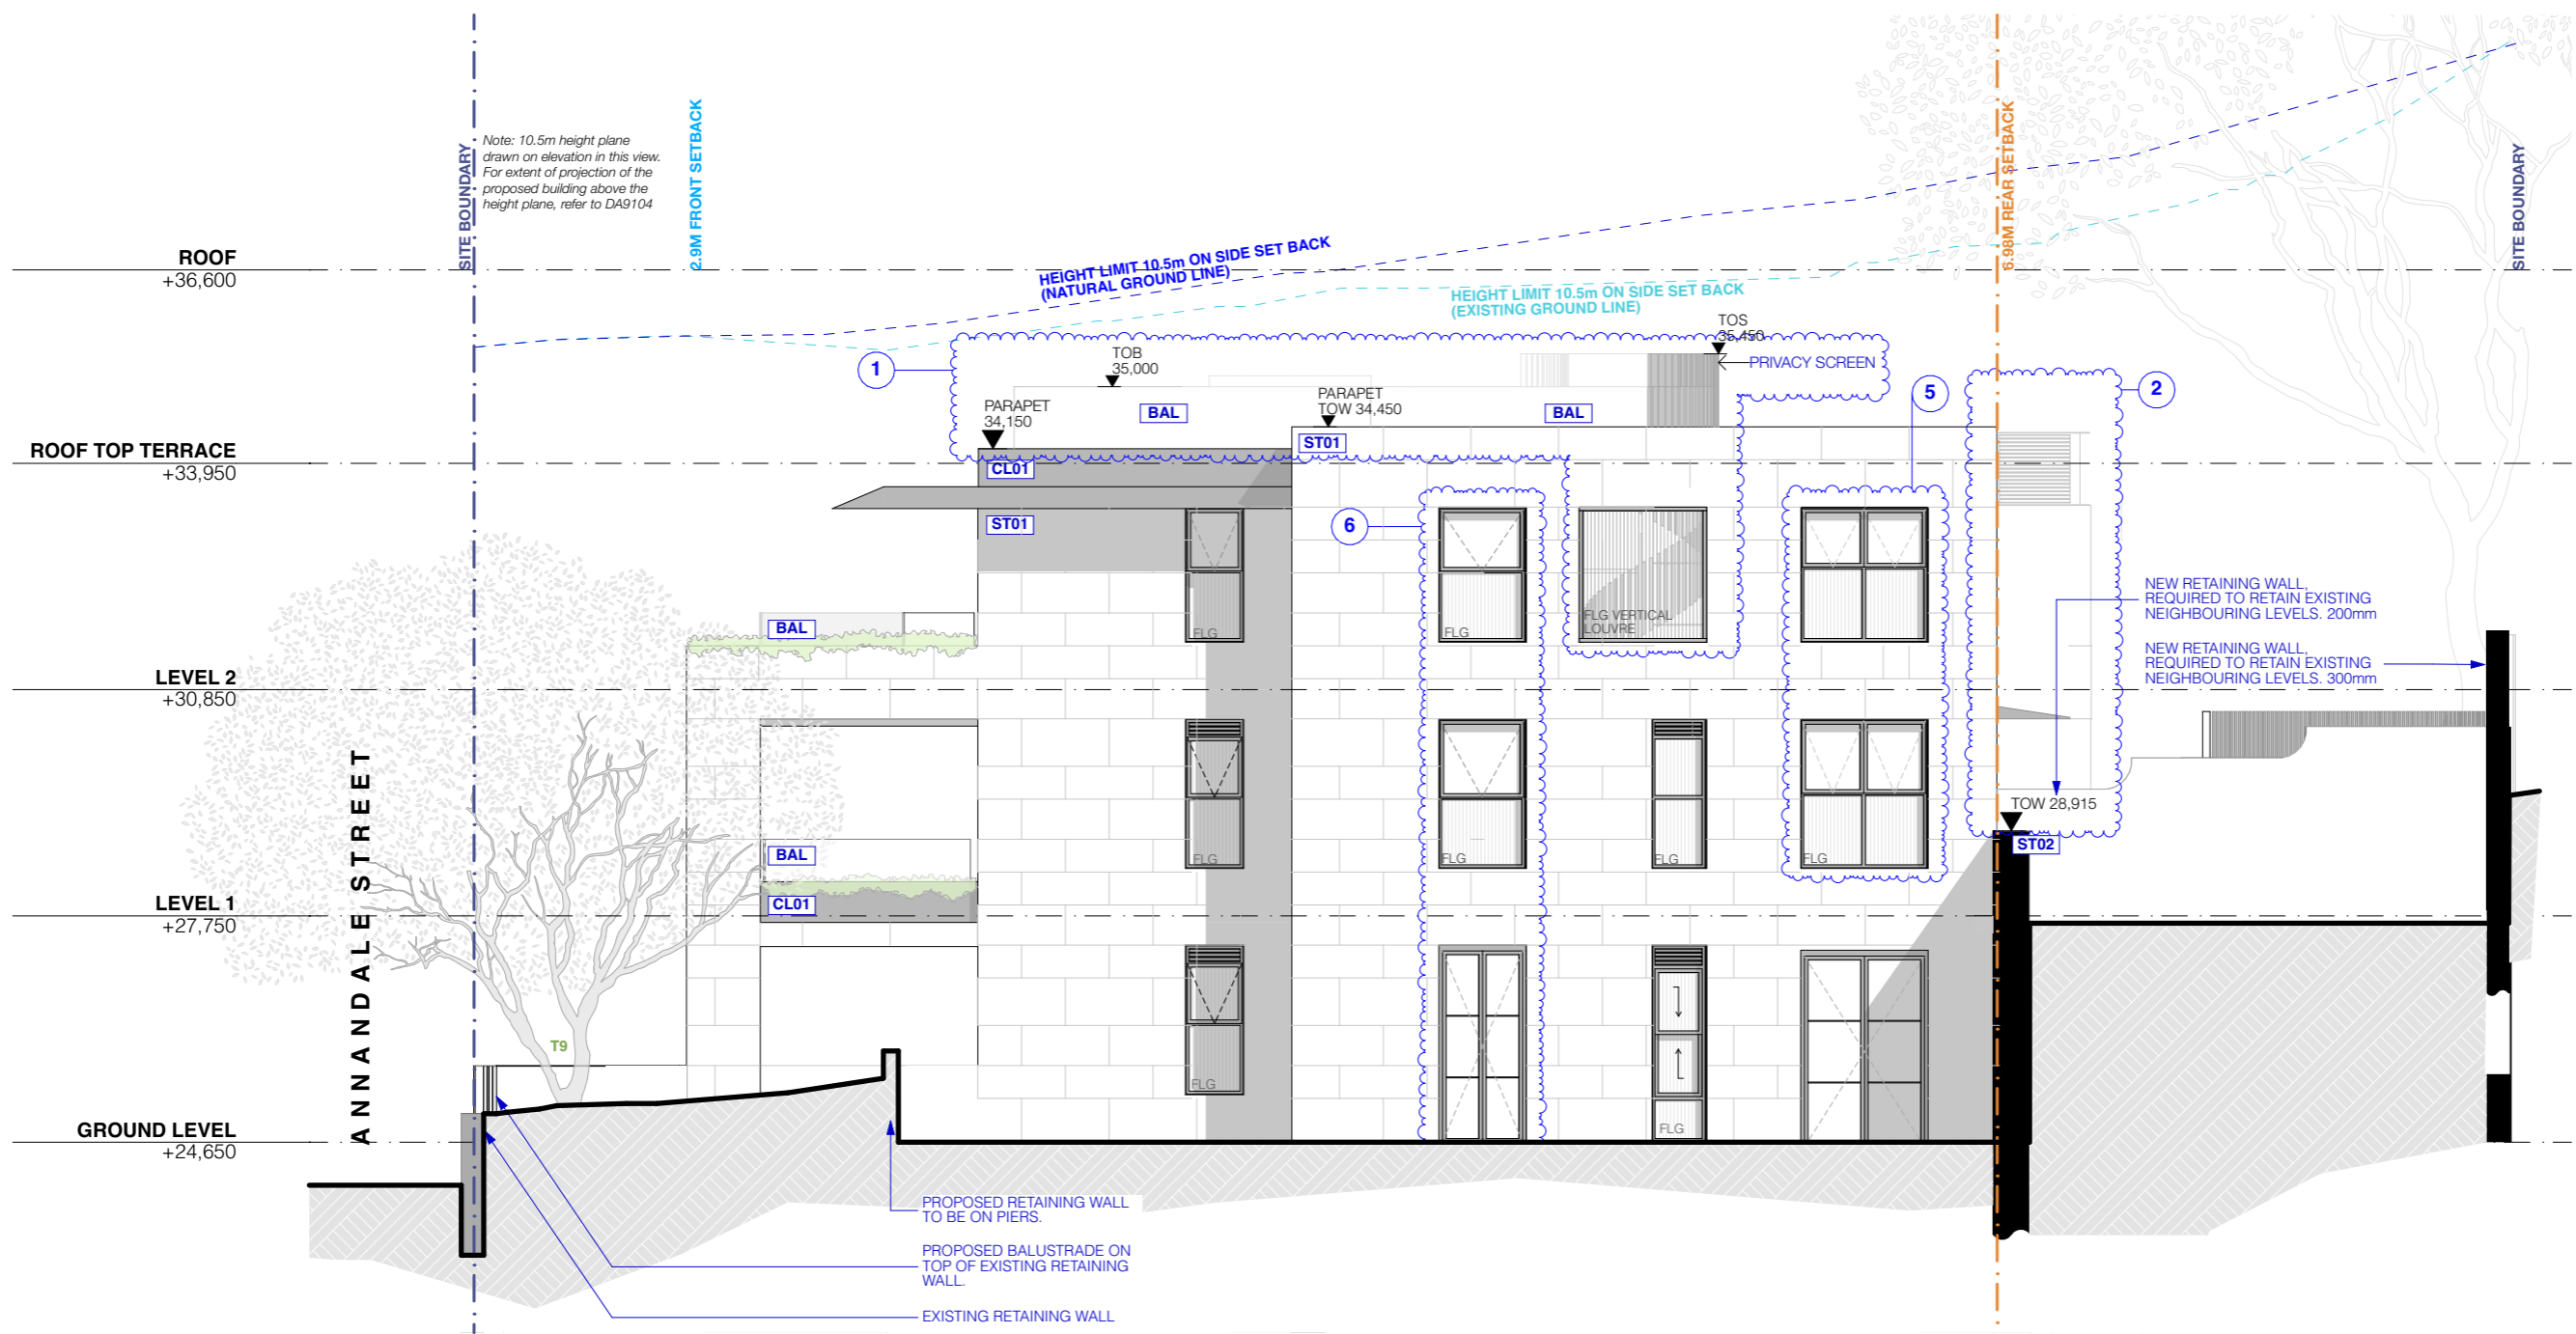 SITE BOUNDARY
Note: 10.5m height plane
drawn on elevation in this view.
For extent of projection of the
proposed building above the
height plane, refer to DA9104
2.9M FRONT SETBACK
6.98M REAR SETBACK
SITE BOUNDARY
ROOF
+36,600
HEIGHT LIMIT 10.5m ON SIDE SET BACK
(NATURAL GROUND LINE)
HEIGHT LIMIT 10.5m ON SIDE SET BACK
(EXISTING GROUND LINE)
TOS
35,450
PRIVACY SCREEN
1
TOB
35,000
PARAPET
34,150
BAL
PARAPET
TOW 34,450
BAL
5
2
ROOF TOP TERRACE
+33,950
ST01
CL01
ST01
6
FLG
FLG
FLG VERTICAL
LOUVRE
BAL
NEW RETAINING WALL,
REQUIRED TO RETAIN EXISTING
NEIGHBOURING LEVELS. 200mm
NEW RETAINING WALL,
REQUIRED TO RETAIN EXISTING
NEIGHBOURING LEVELS. 300mm
LEVEL 2
+30,850
ANNANDALE STREET
TOW 28,915
ST02
BAL
FLG
FLG
FLG
FLG
LEVEL 1
+27,750
CL01
T9
FLG
FLG
GROUND LEVEL
+24,650
PROPOSED RETAINING WALL
TO BE ON PIERS.
PROPOSED BALUSTRADE ON
TOP OF EXISTING RETAINING
WALL.
EXISTING RETAINING WALL